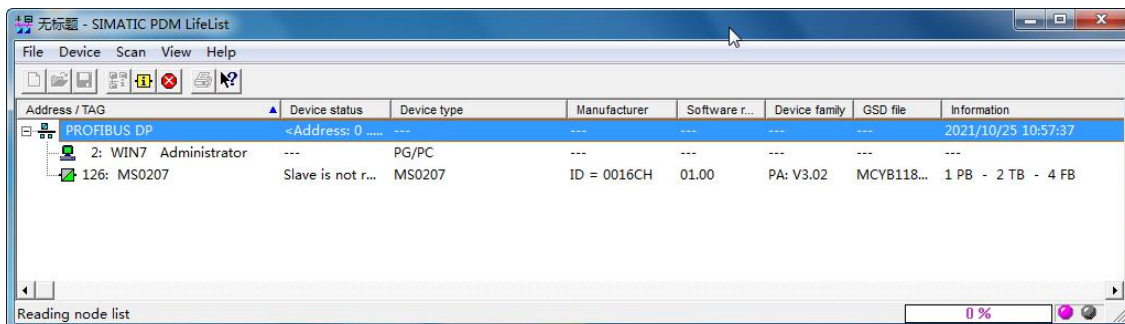 无标题 - SIMATIC PDM LifeList
File Device Scan View Help
Address / TAG Device status Device type Manufacturer Software r... Device family GSD file Information
PROFIBUS DP <Address: 0 ..... --- --- --- --- --- 2021/10/25 10:57:37
2: WIN7 Administrator --- PG/PC --- --- --- --- ---
126: MS0207 Slave is not r... MS0207 ID = 0016CH 01.00 PA: V3.02 MCYB118... 1 PB - 2 TB - 4 FB
Reading node list 0 %